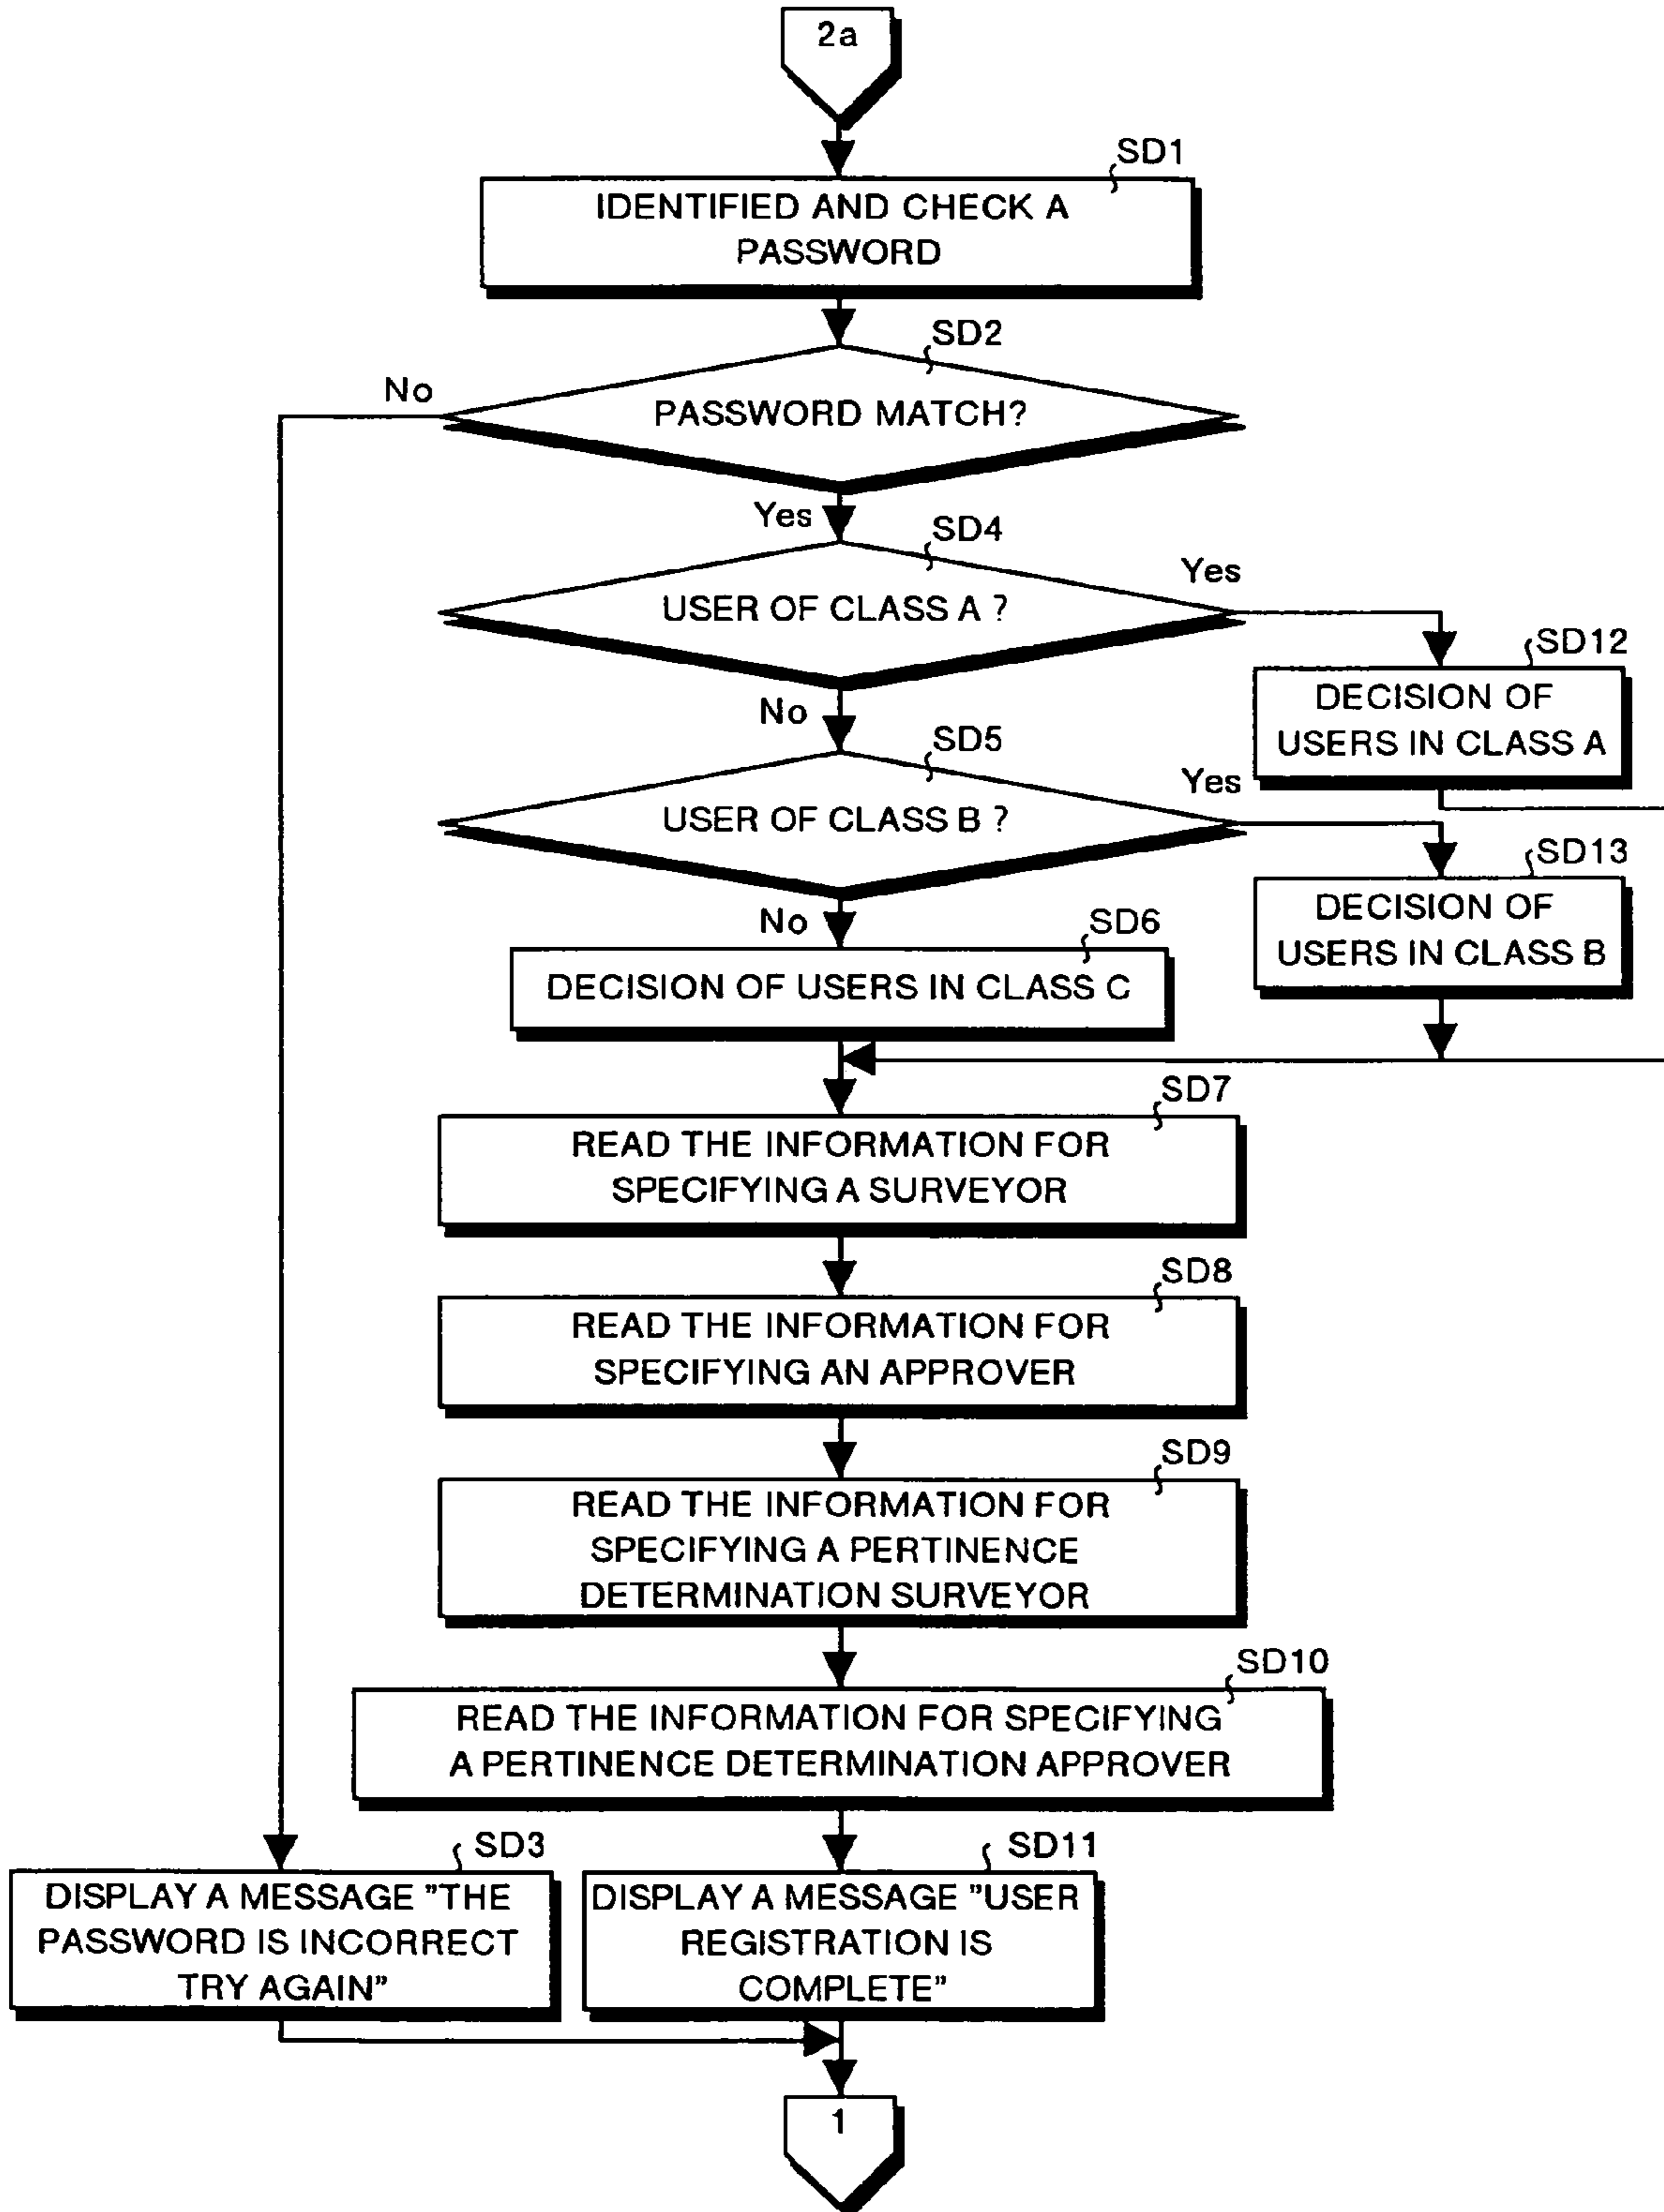 2a
SD1
IDENTIFIED AND CHECK A
PASSWORD
SD2
No
PASSWORD MATCH?
Yes
SD4
Yes
USER OF CLASS A ?
SD12
DECISION OF
USERS IN CLASS A
No
SD5
Yes
USER OF CLASS B ?
SD13
DECISION OF
USERS IN CLASS B
No
SD6
DECISION OF USERS IN CLASS C
SD7
READ THE INFORMATION FOR
SPECIFYING A SURVEYOR
SD8
READ THE INFORMATION FOR
SPECIFYING AN APPROVER
SD9
READ THE INFORMATION FOR
SPECIFYING A PERTINENCE
DETERMINATION SURVEYOR
SD10
READ THE INFORMATION FOR SPECIFYING
A PERTINENCE DETERMINATION APPROVER
SD3
DISPLAY A MESSAGE ”THE
PASSWORD IS INCORRECT
TRY AGAIN”
SD11
DISPLAY A MESSAGE ”USER
REGISTRATION IS
COMPLETE”
1